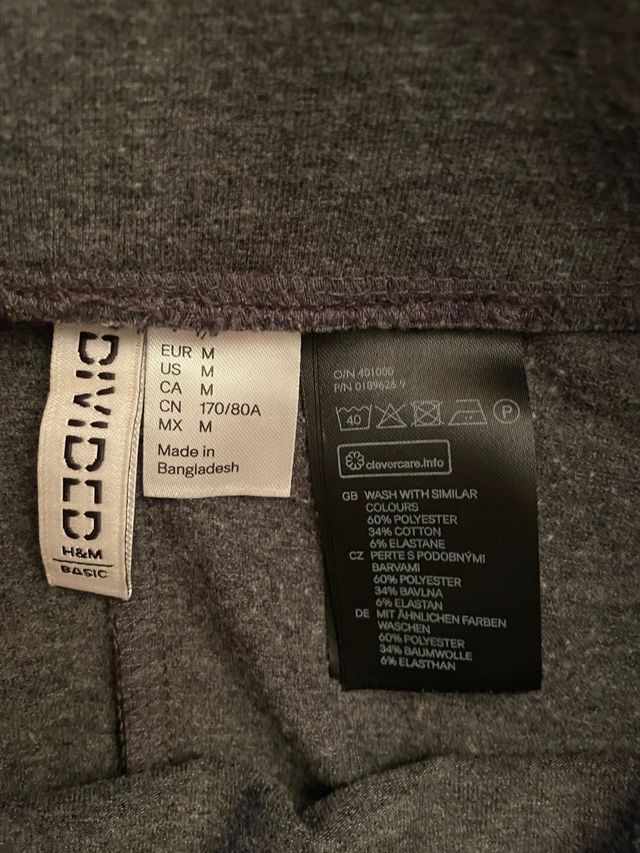 DIVIDED
H&M
BASIC
EUR M
US M
CA M
CN 170/80A
MX M
Made in
Bangladesh
O/N 401000
P/N 0189626 9
40
P
clevercare.info
GB WASH WITH SIMILAR
COLOURS
60% POLYESTER
34% COTTON
6% ELASTANE
CZ PERTE S PODOBNÝMI
BARVAMI
60% POLYESTER
34% BAVLNA
6% ELASTAN
DE MIT ÄHNLICHEN FARBEN
WASCHEN
60% POLYESTER
34% BAUMWOLLE
6% ELASTHAN